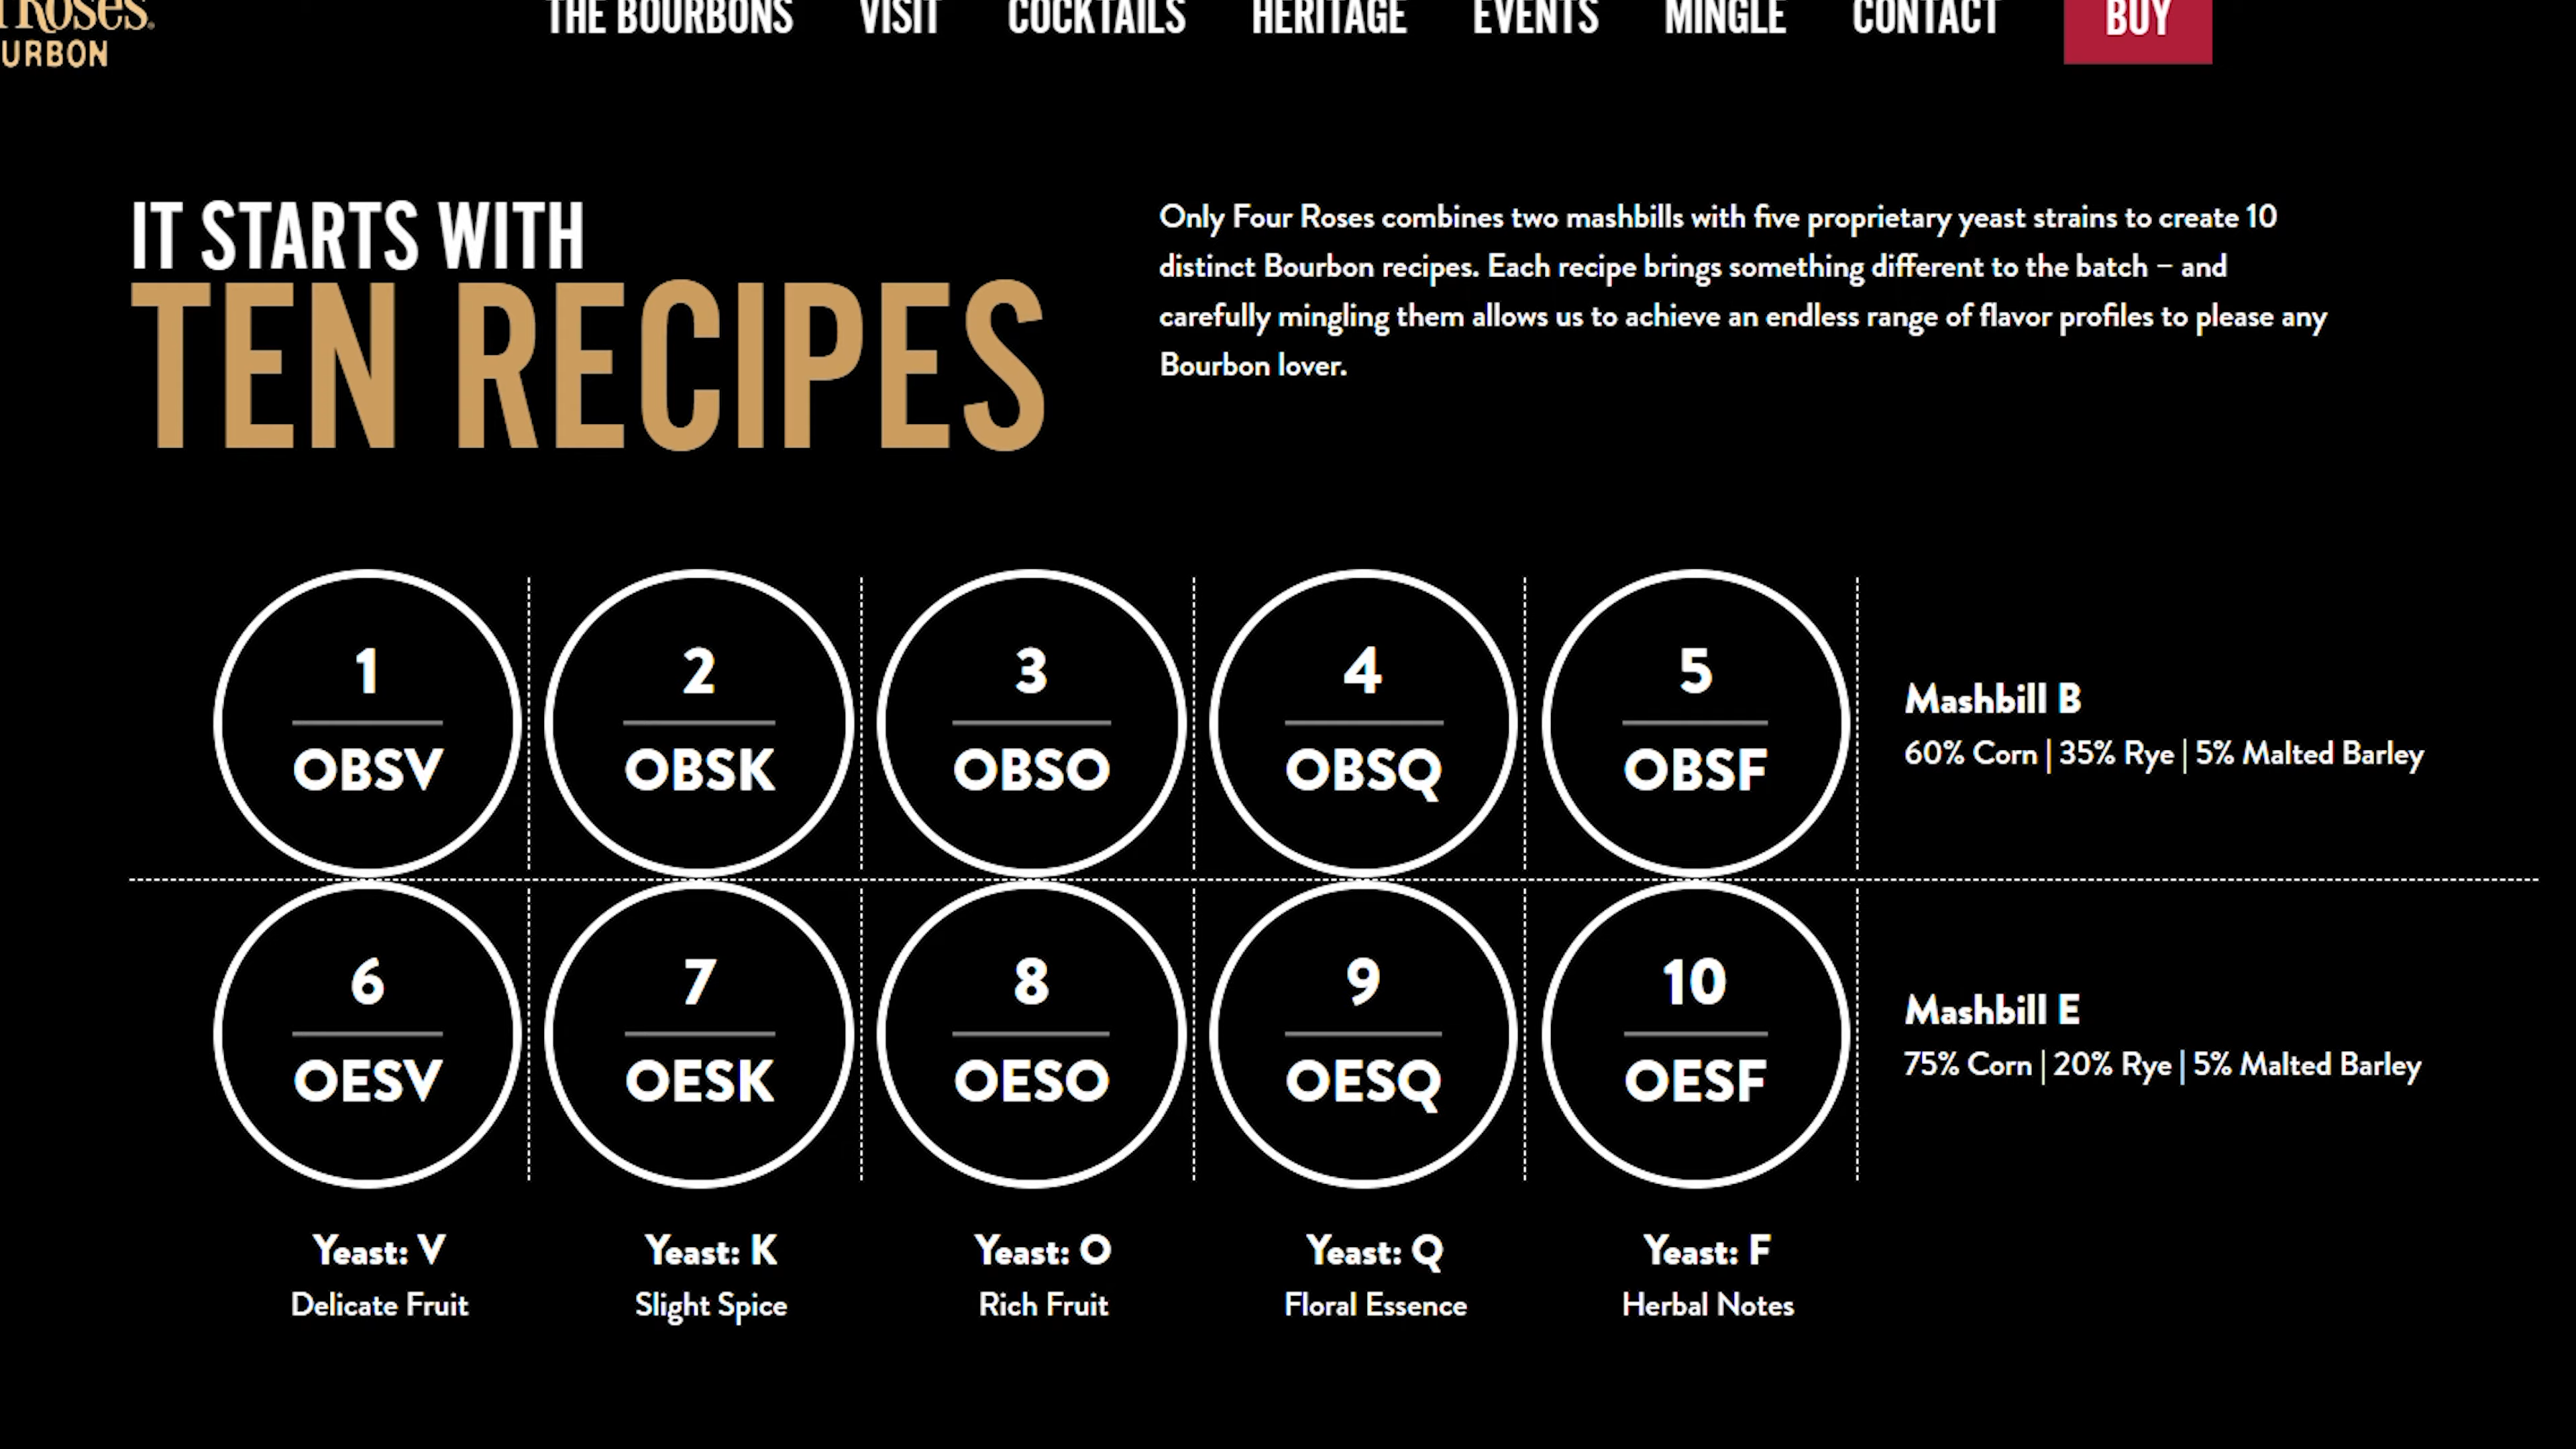 Roses.
URBON
THE BOURBONS VISIT COCKTAILS HERITAGE EVENTS MINGLE CONTACT BUY
IT STARTS WITH
TEN RECIPES
Only Four Roses combines two mashbills with five proprietary yeast strains to create 10
distinct Bourbon recipes. Each recipe brings something different to the batch – and
carefully mingling them allows us to achieve an endless range of flavor profiles to please any
Bourbon lover.
1 2 3 4 5
OBSV OBSK OBSO OBSQ OBSF
Mashbill B
60% Corn | 35% Rye | 5% Malted Barley
6 7 8 9 10
OESV OESK OESO OESQ OESF
Mashbill E
75% Corn | 20% Rye | 5% Malted Barley
Yeast: V Yeast: K Yeast: O Yeast: Q Yeast: F
Delicate Fruit Slight Spice Rich Fruit Floral Essence Herbal Notes